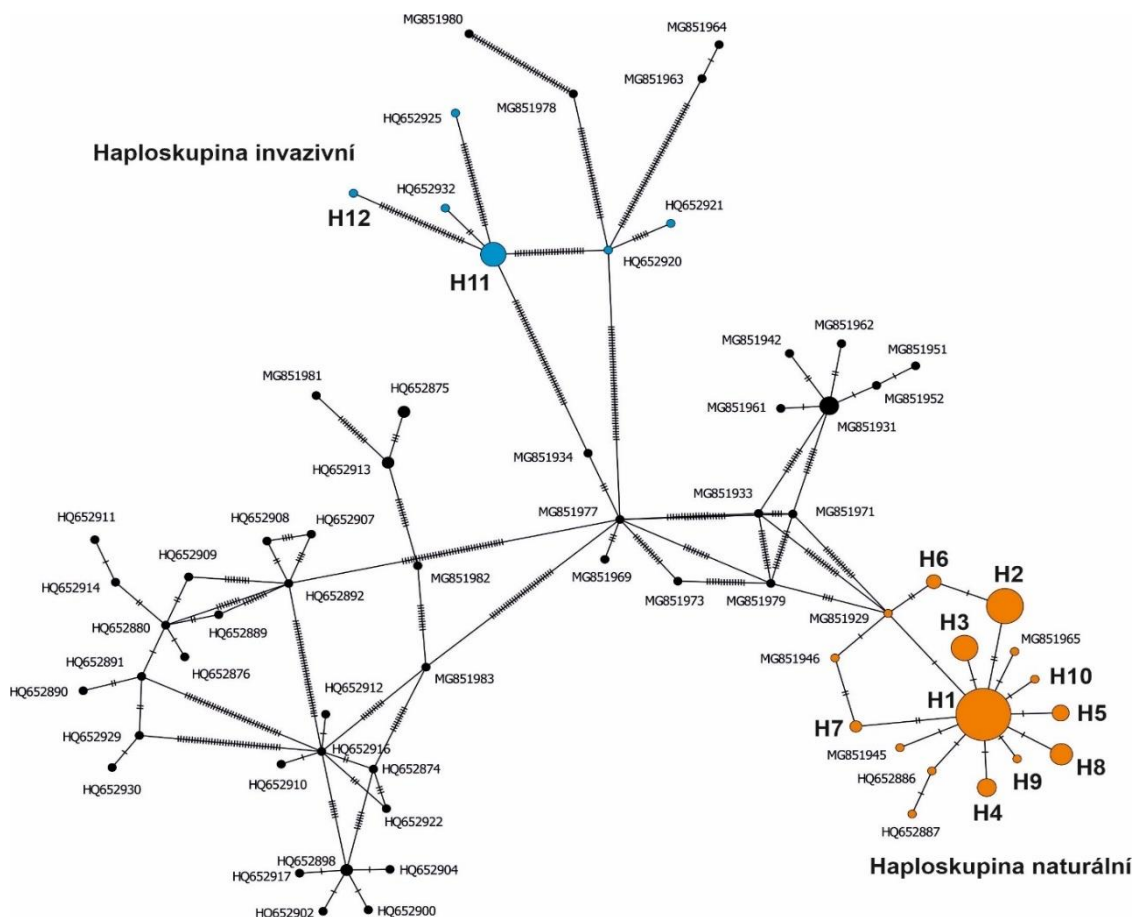 MG851980
MG851964
MG851963
MG851978
HQ652925
Haploskupina invazivní
HQ652932
HQ652921
H12
HQ652920
H11
MG851962
MG851942
MG851951
MG851981
HQ652875
MG851952
MG851961
MG851931
MG851934
HQ652913
MG851933
HQ652911
HQ652908
HQ652907
MG851977
MG851971
HQ652909
MG851969
H6
MG851982
H2
HQ652914
HQ652892
MG851973
MG851979
MG851929
HQ652880
HQ652889
H3
MG851965
HQ652891
MG851946
HQ652876
MG851983
H10
HQ652890
HQ652912
H1
H5
H7
HQ652929
HQ652916
MG851945
HQ652910
HQ652874
H8
HQ652930
HQ652886
H9
H4
HQ652922
HQ652887
HQ652898
HQ652904
HQ652917
Haploskupina naturální
HQ652902
HQ652900